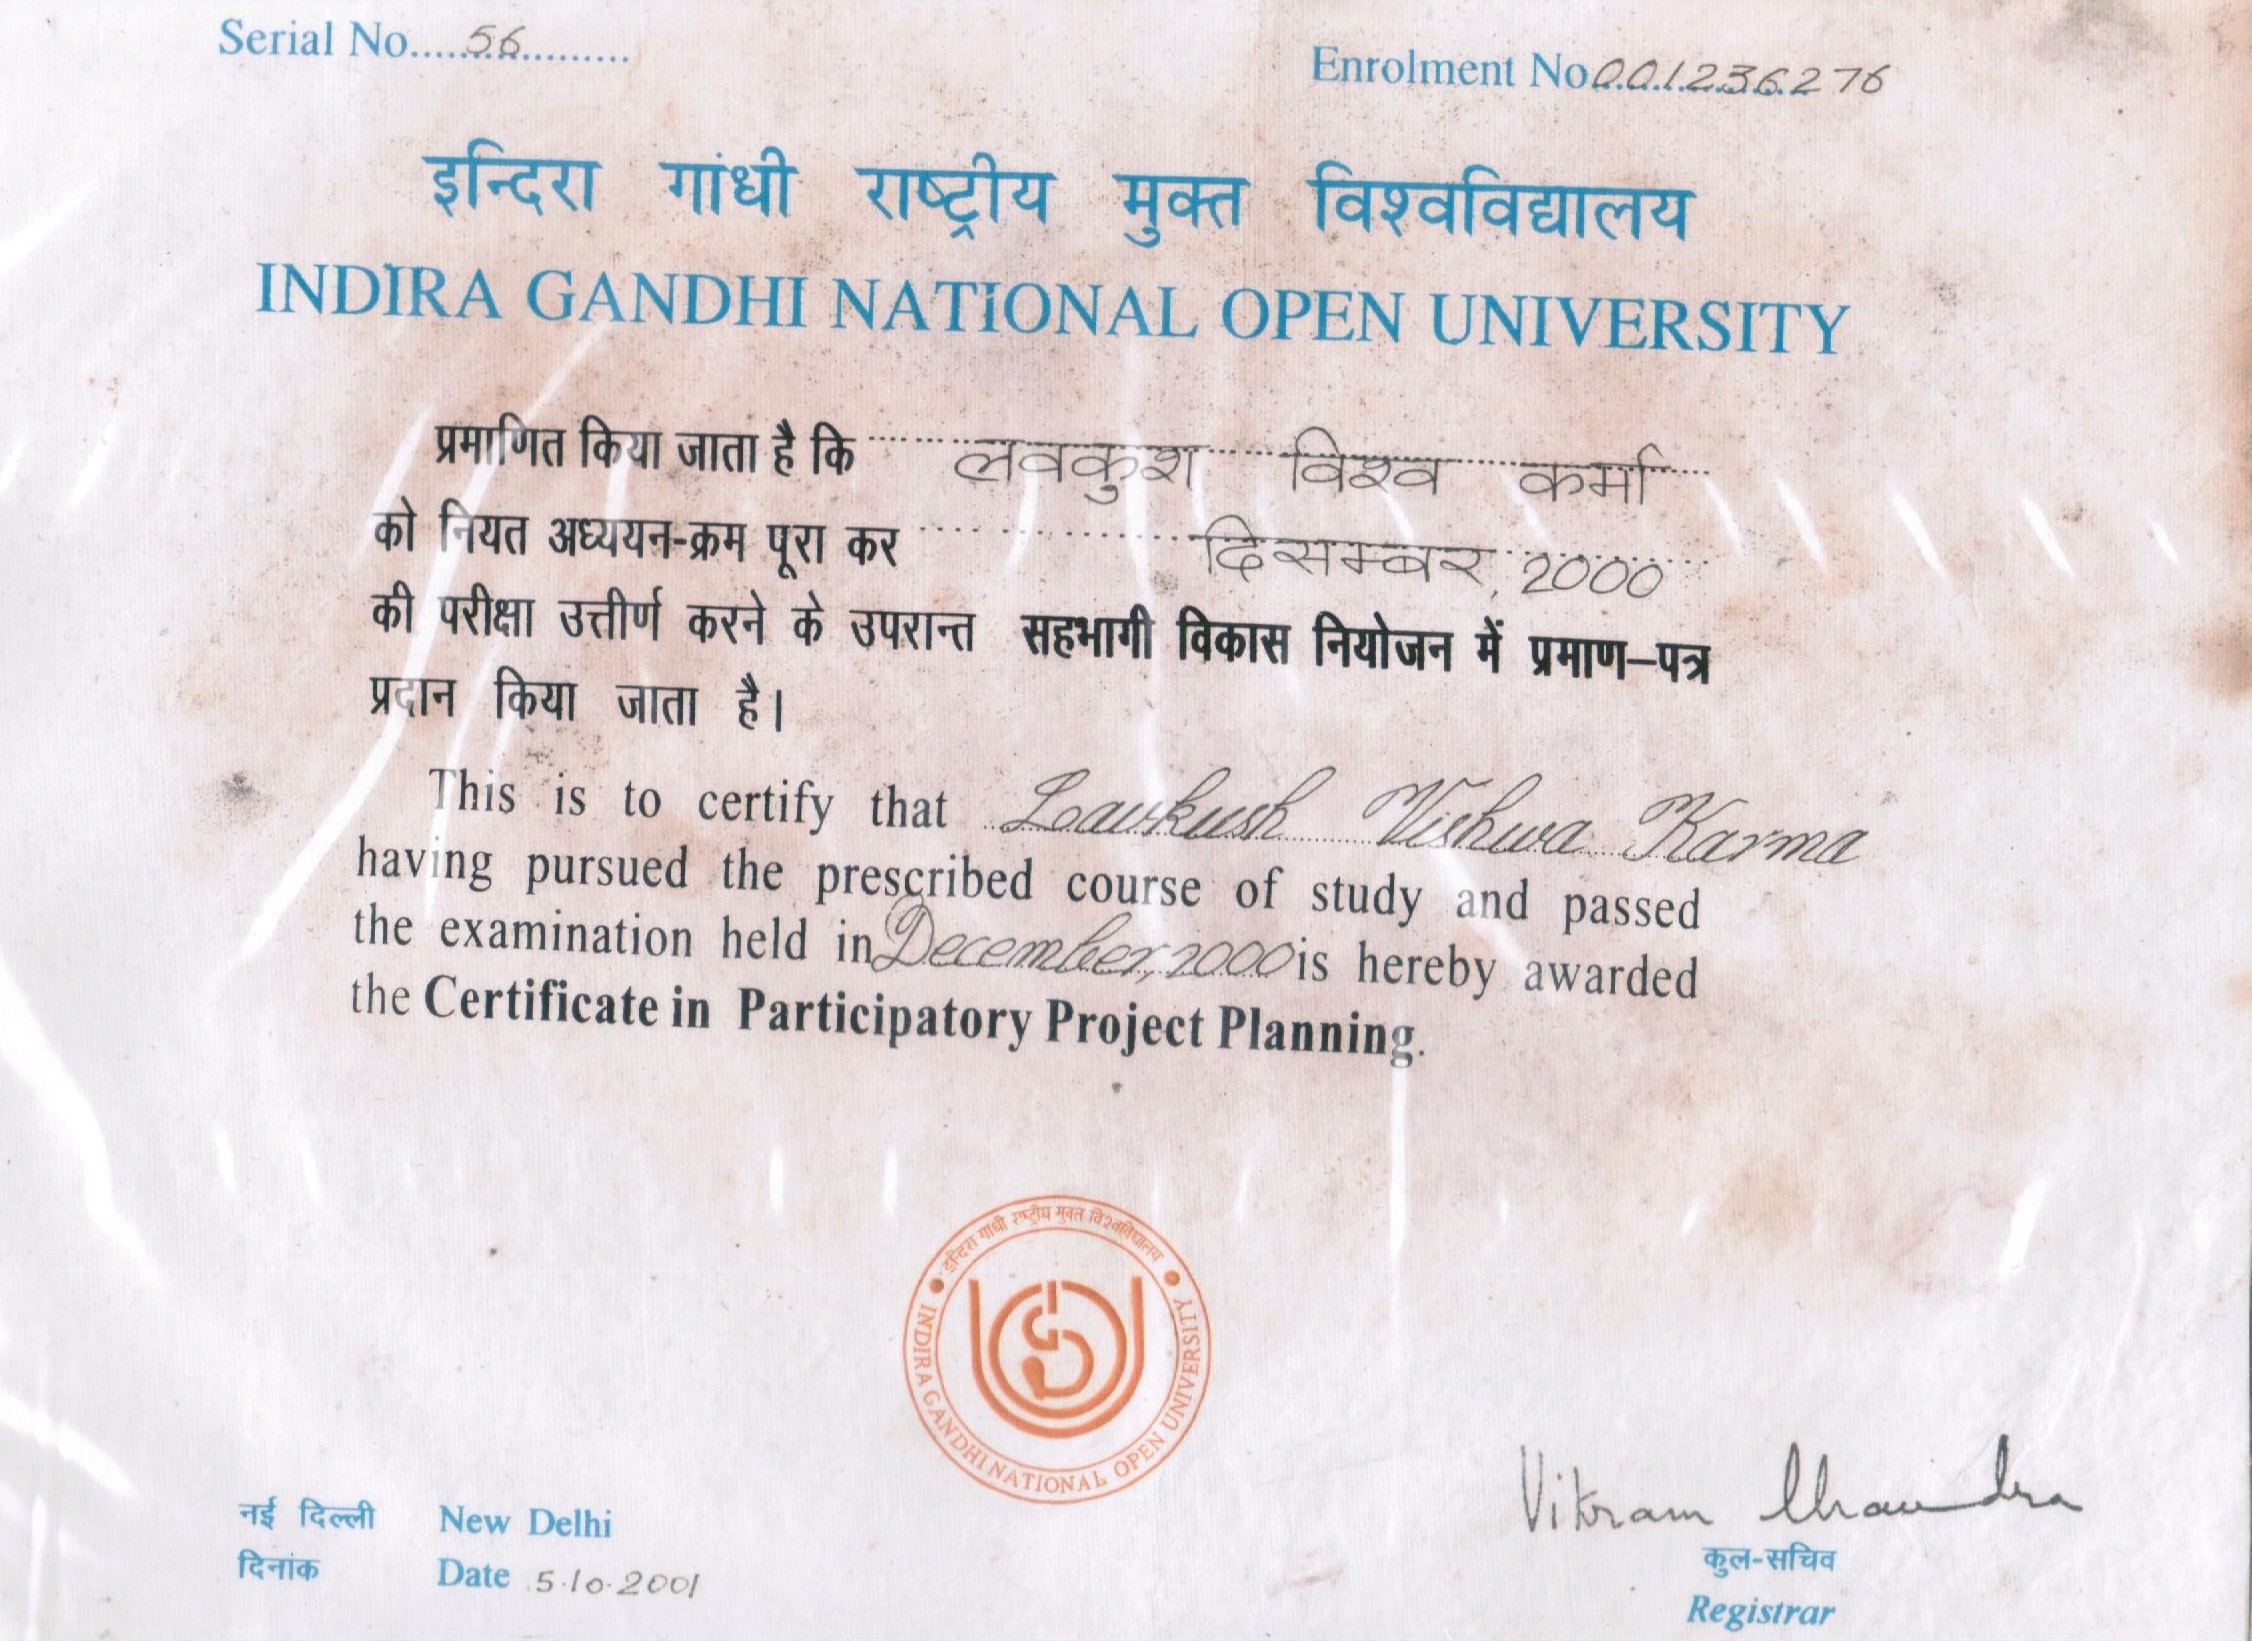 Serial No.....56..........
Enrolment No 001236276
इन्दिरा गांधी राष्ट्रीय मुक्त विश्वविद्यालय
INDIRA GANDHI NATIONAL OPEN UNIVERSITY
प्रमाणित किया जाता है कि लवकुश विश्व कर्मा
को नियत अध्ययन-क्रम पूरा कर दिसम्बर, 2000
की परीक्षा उत्तीर्ण करने के उपरान्त सहभागी विकास नियोजन में प्रमाण-पत्र
प्रदान किया जाता है।
This is to certify that Lavkush Vishwa Karma
having pursued the prescribed course of study and passed
the examination held in December, 2000 is hereby awarded
the Certificate in Participatory Project Planning.
इन्दिरा गांधी राष्ट्रीय मुक्त विश्वविद्यालय
INDIRA GANDHI NATIONAL OPEN UNIVERSITY
Vikram Chandra
नई दिल्ली New Delhi
दिनांक Date 5.10.2001
कुल-सचिव
Registrar